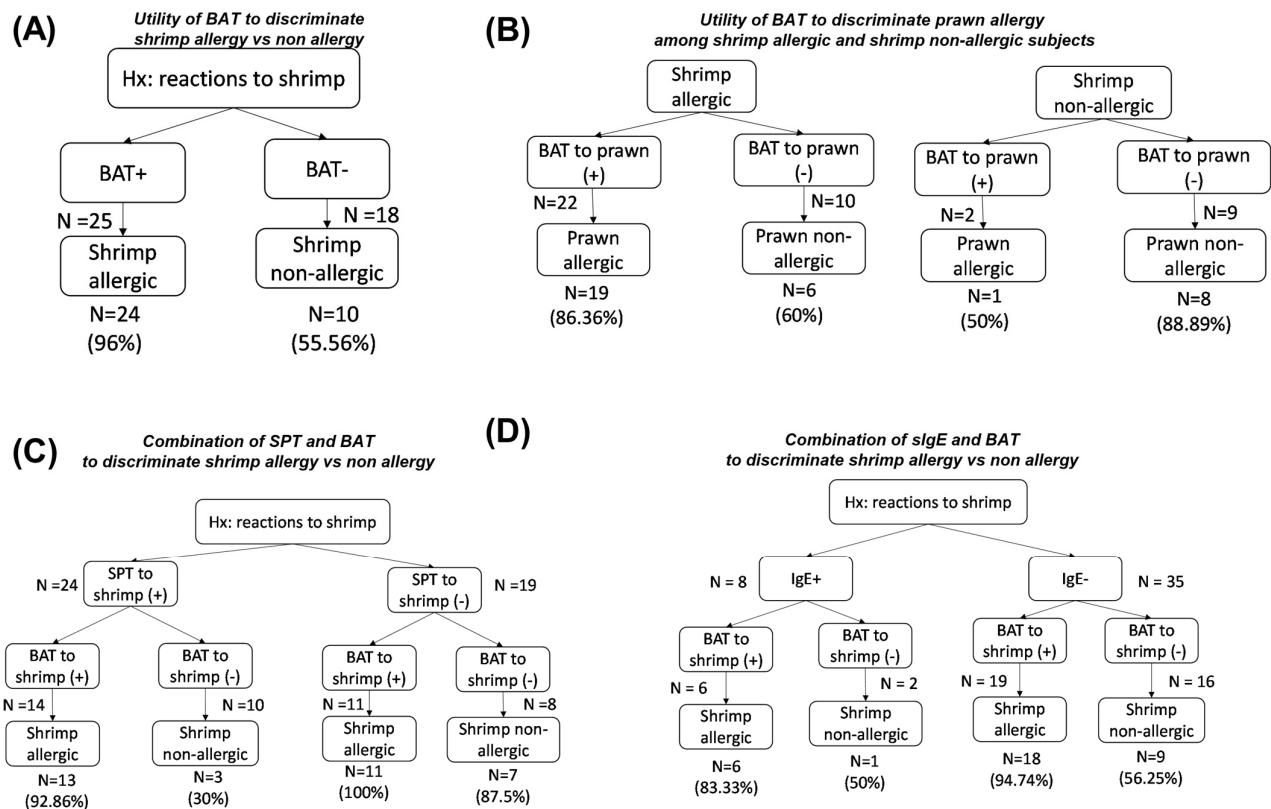 (A)
Utility of BAT to discriminate
shrimp allergy vs non allergy
Hx: reactions to shrimp
BAT+
BAT-
N =25
N =18
Shrimp
allergic
Shrimp
non-allergic
N=24
(96%)
N=10
(55.56%)
(B)
Utility of BAT to discriminate prawn allergy
among shrimp allergic and shrimp non-allergic subjects
Shrimp
allergic
Shrimp
non-allergic
BAT to prawn
(+)
BAT to prawn
(-)
BAT to prawn
(+)
BAT to prawn
(-)
N=22
N=10
N=2
N=9
Prawn
allergic
Prawn non-
allergic
Prawn
allergic
Prawn non-
allergic
N=19
(86.36%)
N=6
(60%)
N=1
(50%)
N=8
(88.89%)
(C)
Combination of SPT and BAT
to discriminate shrimp allergy vs non allergy
Hx: reactions to shrimp
N =24
SPT to
shrimp (+)
SPT to
shrimp (-)
N =19
BAT to
shrimp (+)
BAT to
shrimp (-)
BAT to
shrimp (+)
BAT to
shrimp (-)
N =14
N =10
N =11
N =8
Shrimp
allergic
Shrimp
non-allergic
Shrimp
allergic
Shrimp non-
allergic
N=13
(92.86%)
N=3
(30%)
N=11
(100%)
N=7
(87.5%)
(D)
Combination of sIgE and BAT
to discriminate shrimp allergy vs non allergy
Hx: reactions to shrimp
N = 8
IgE+
IgE-
N = 35
BAT to
shrimp (+)
BAT to
shrimp (-)
BAT to
shrimp (+)
BAT to
shrimp (-)
N = 6
N = 2
N = 19
N = 16
Shrimp
allergic
Shrimp
non-allergic
Shrimp
allergic
Shrimp
non-allergic
N=6
(83.33%)
N=1
(50%)
N=18
(94.74%)
N=9
(56.25%)